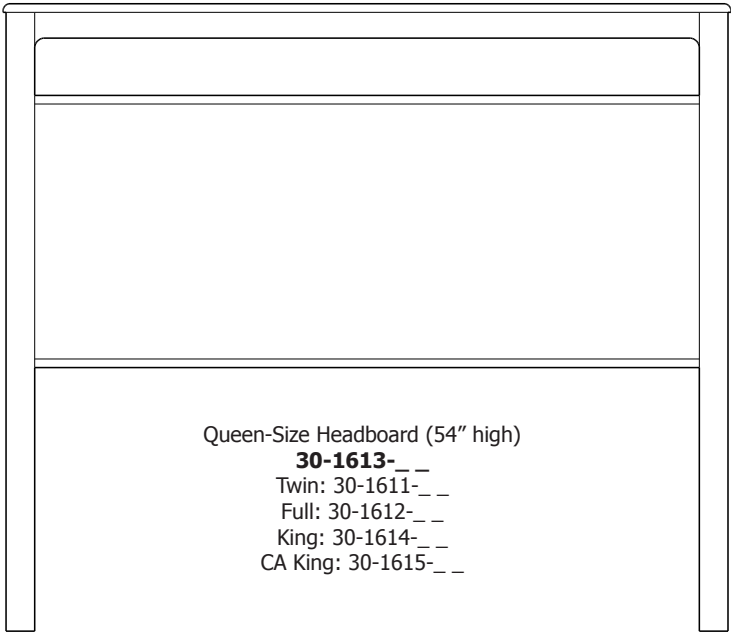 Queen-Size Headboard (54” high)
30-1613-_ _
Twin: 30-1611-_ _
Full: 30-1612-_ _
King: 30-1614-_ _
CA King: 30-1615-_ _